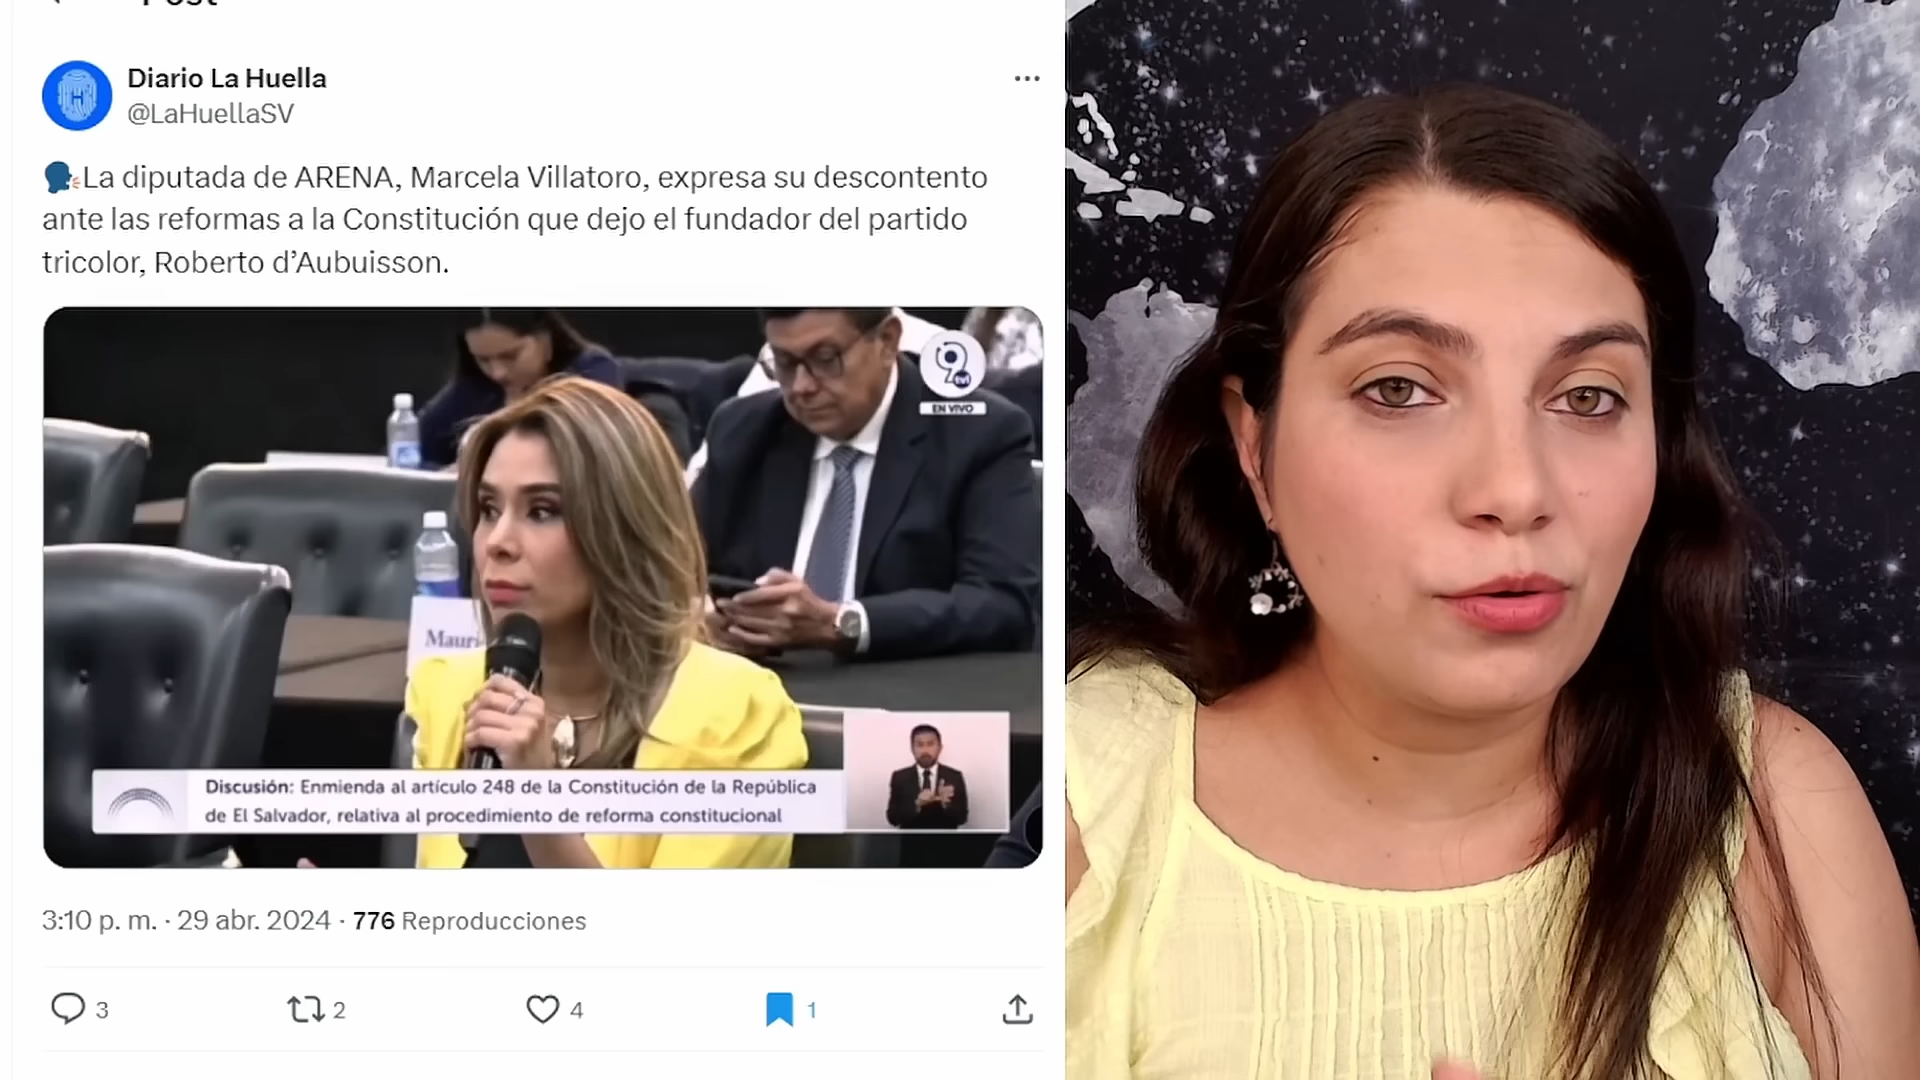 Post
Diario La Huella
@LaHuellaSV
🗣La diputada de ARENA, Marcela Villatoro, expresa su descontento
ante las reformas a la Constitución que dejo el fundador del partido
tricolor, Roberto d’Aubuisson.
9
tvl
EN VIVO
Mauri
Discusión: Enmienda al artículo 248 de la Constitución de la República
de El Salvador, relativa al procedimiento de reforma constitucional
3:10 p. m. · 29 abr. 2024 · 776 Reproducciones
3
2
4
1